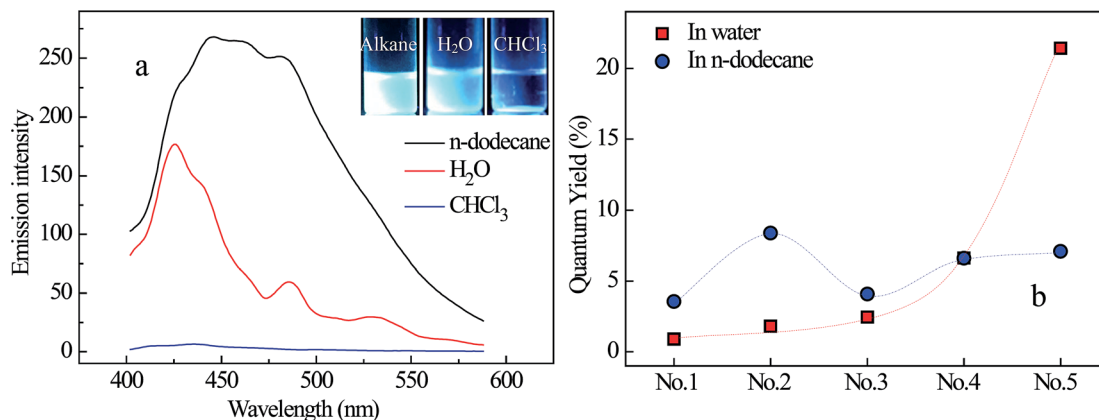 a
Alkane H₂O CHCl₃
n-dodecane
H₂O
CHCl₃
Emission intensity
250
200
150
100
50
0
400 450 500 550 600
Wavelength (nm)
In water
In n-dodecane
b
Quantum Yield (%)
20
15
10
5
0
No.1 No.2 No.3 No.4 No.5